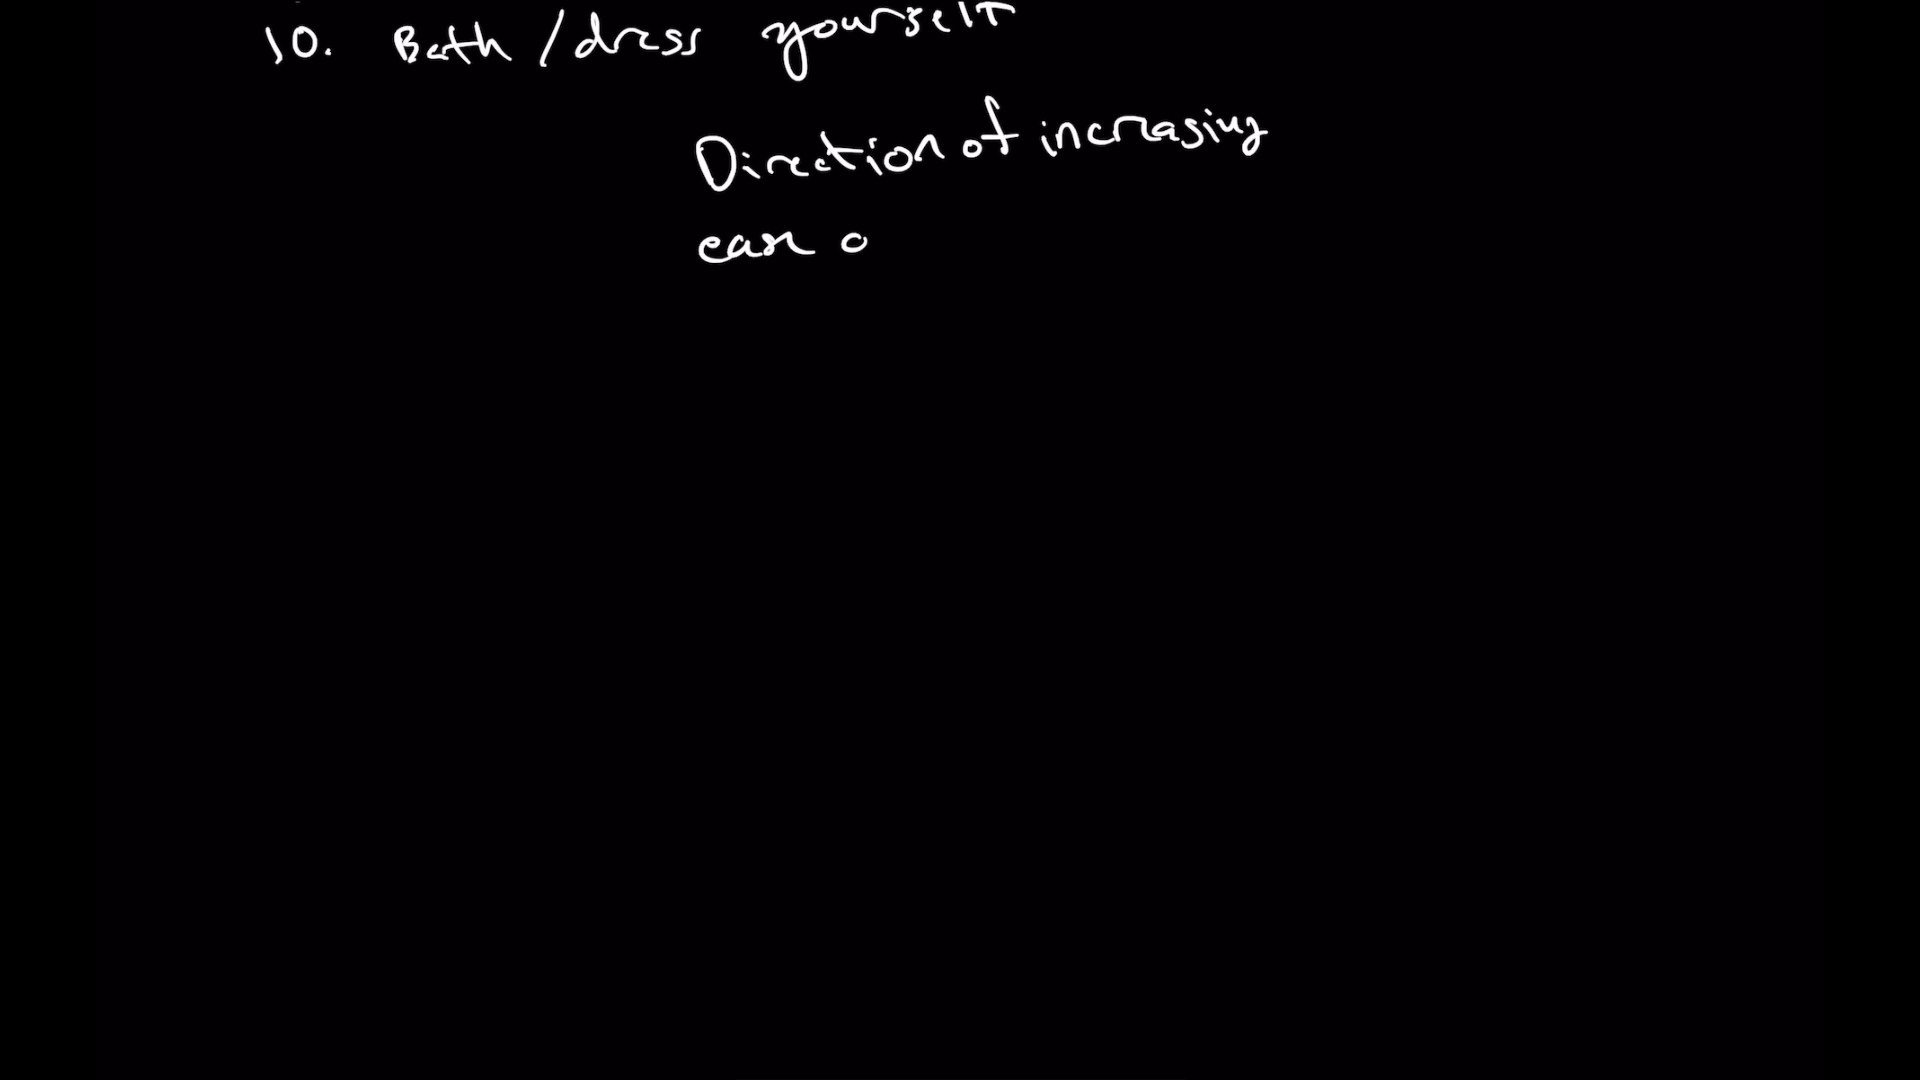 10. Bath/dress yourself
Direction of increasing
ease o